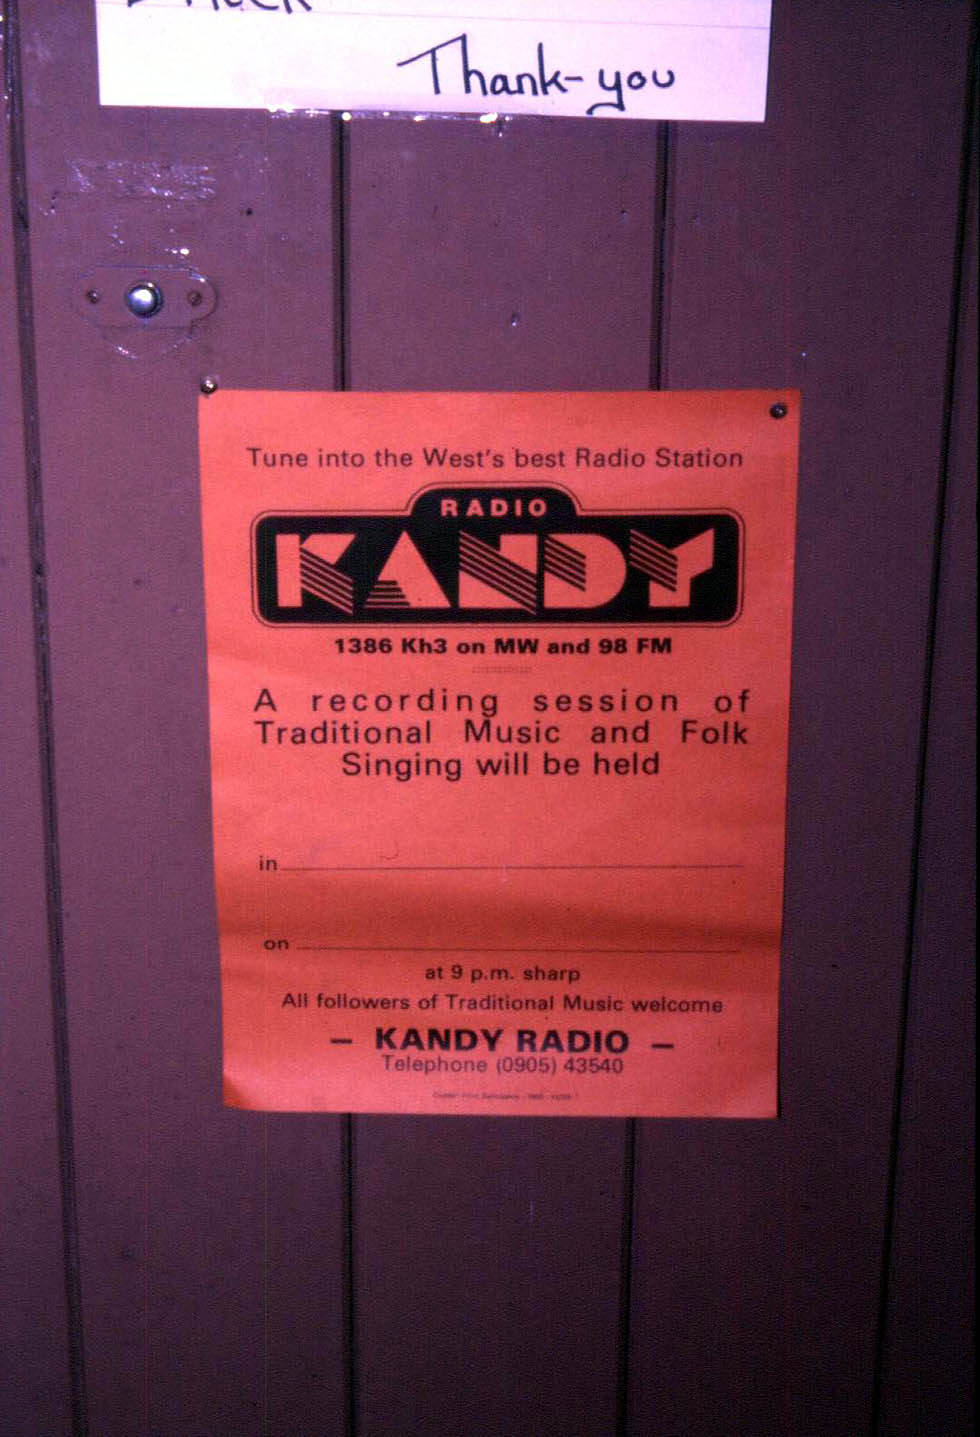 Thank-you
Tune into the West's best Radio Station
RADIO
KANDY
1386 Kh3 on MW and 98 FM
A recording session of
Traditional Music and Folk
Singing will be held
in
on
at 9 p.m. sharp
All followers of Traditional Music welcome
– KANDY RADIO –
Telephone (0905) 43540